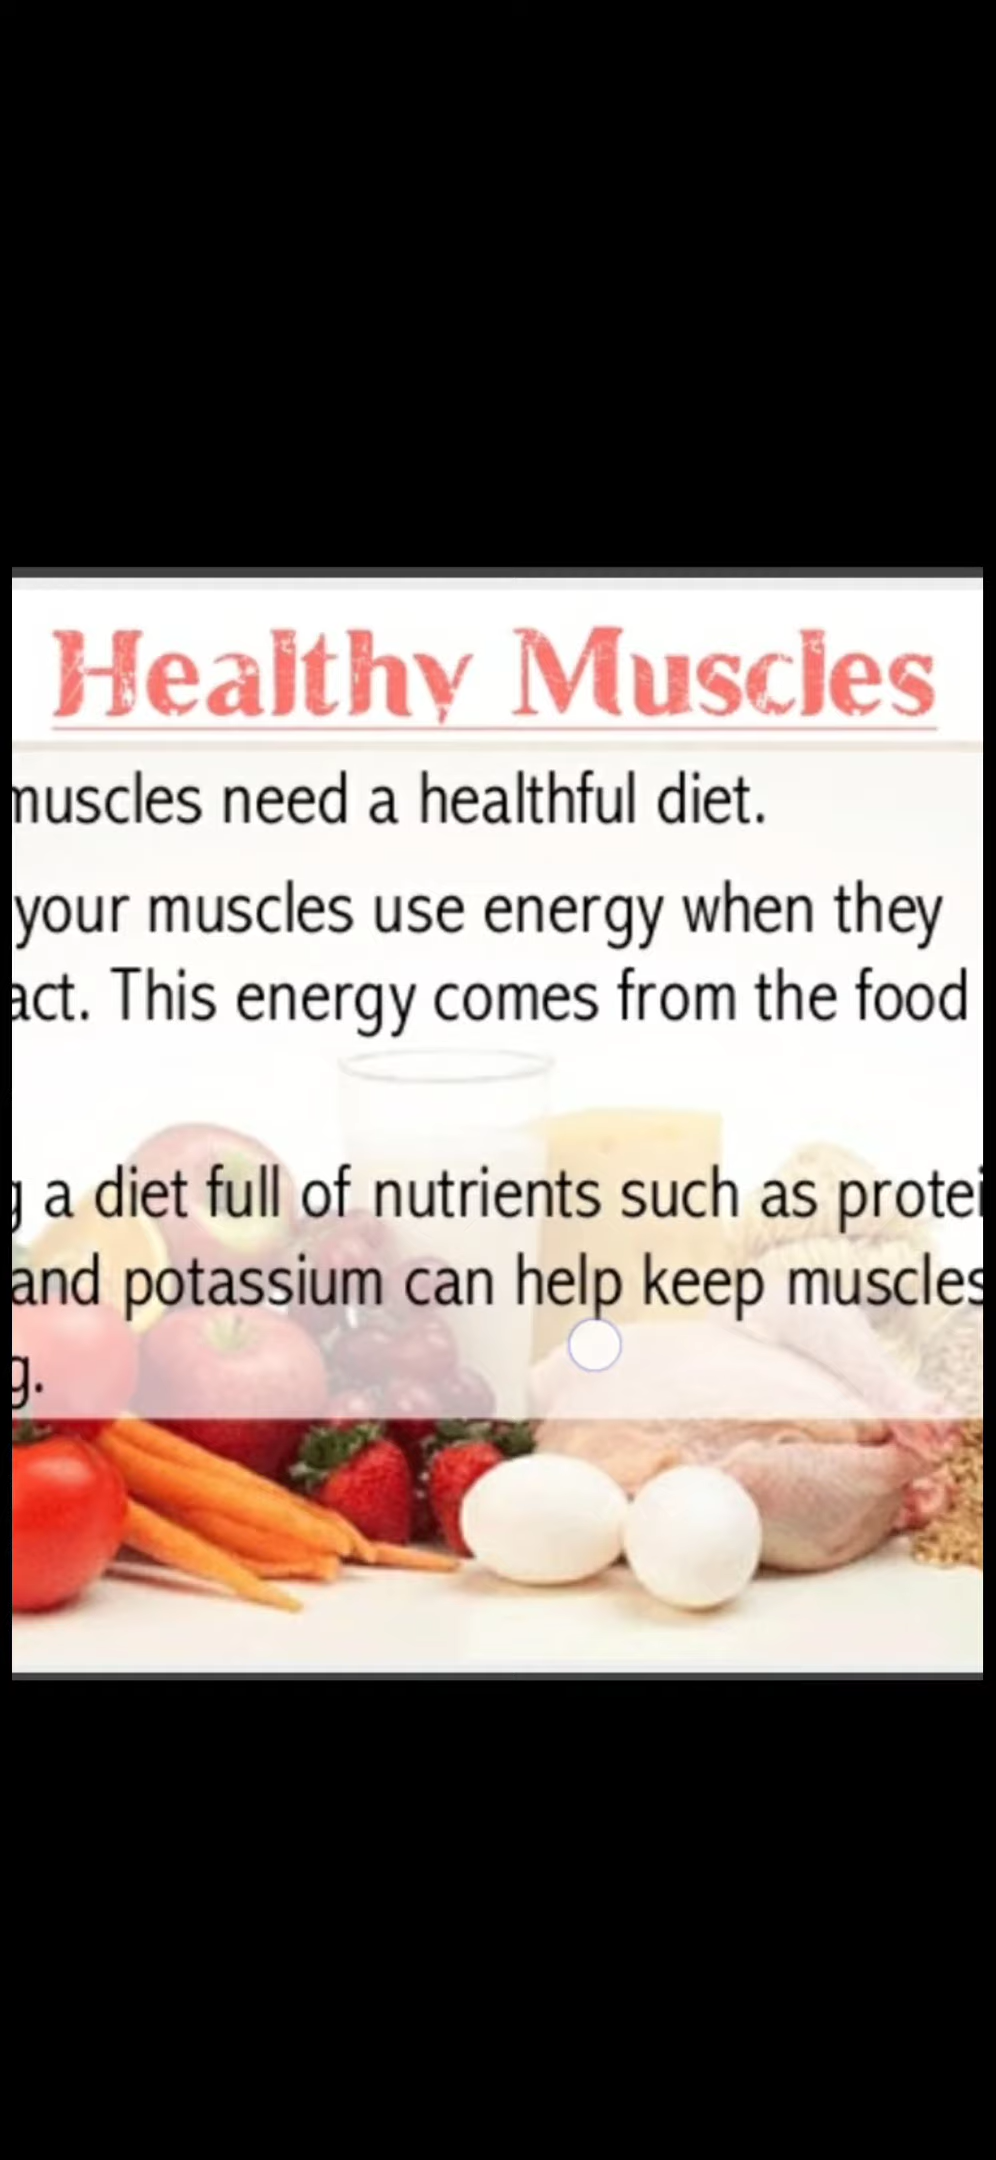 Healthy Muscles
muscles need a healthful diet.
your muscles use energy when they
act. This energy comes from the food
g a diet full of nutrients such as protei
and potassium can help keep muscles
g.